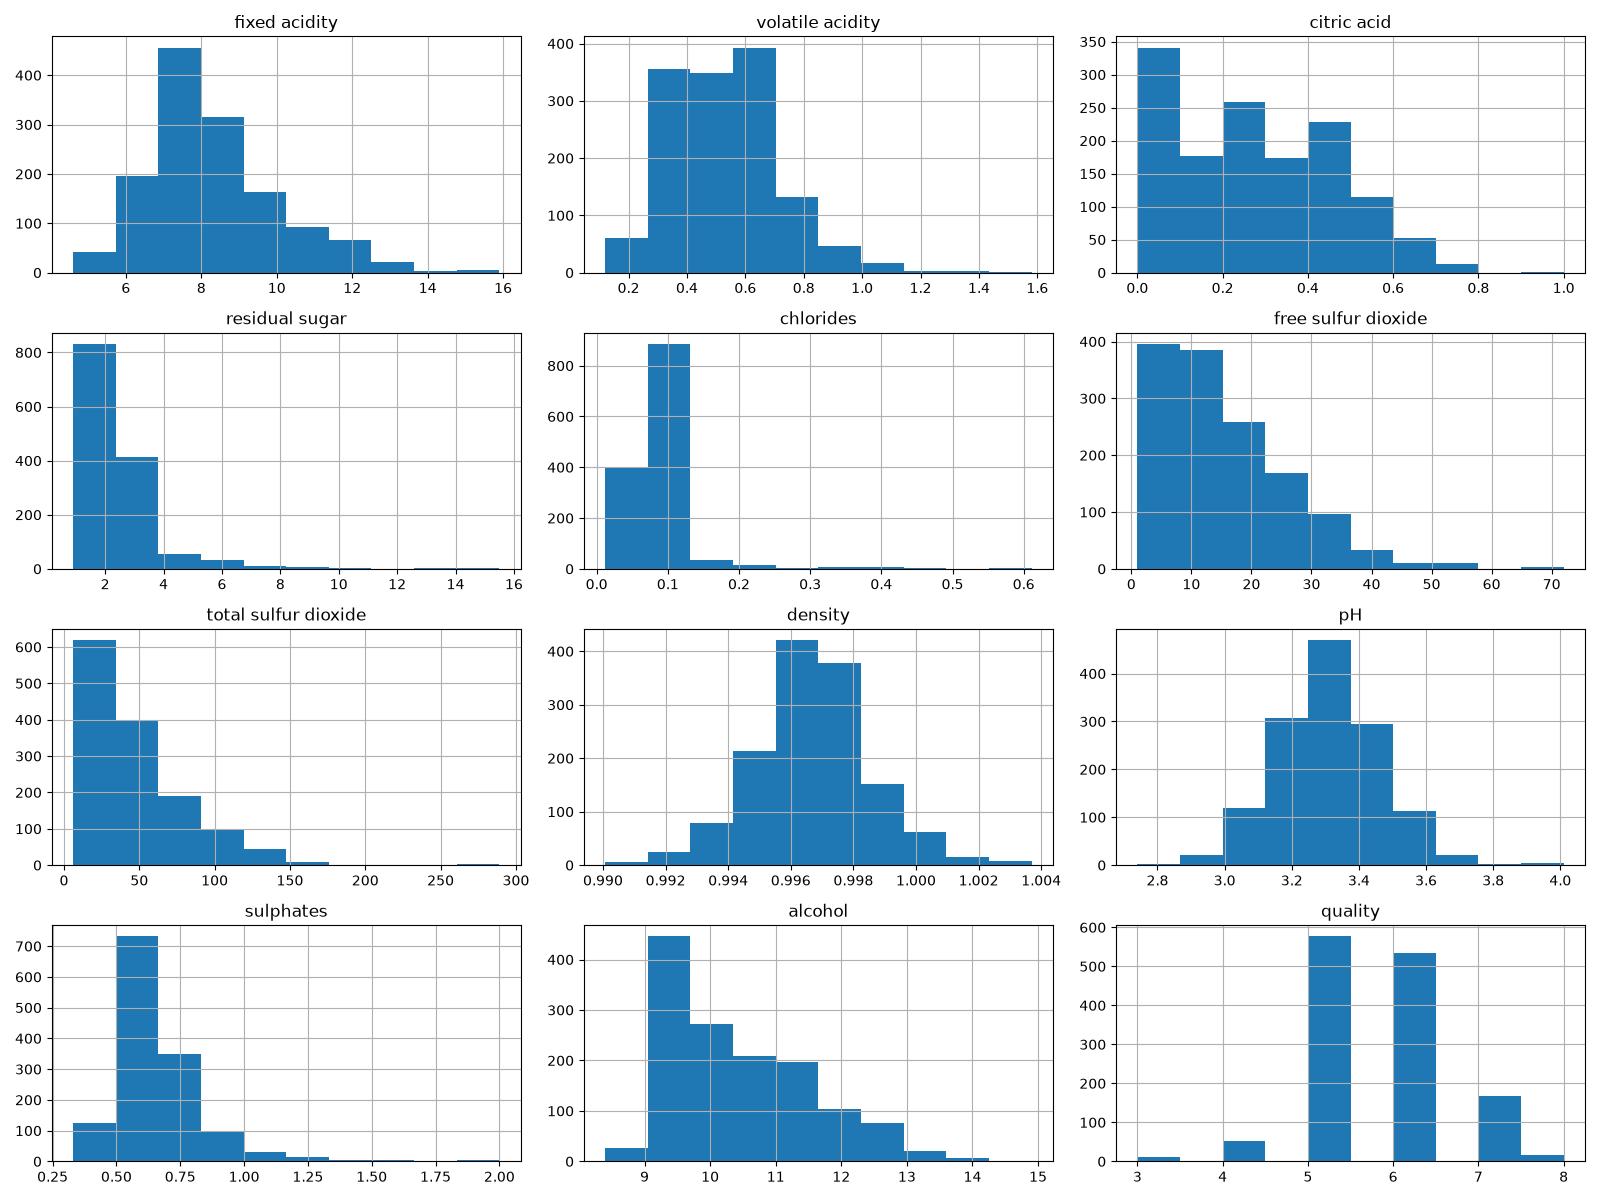 fixed acidity
400
300
200
100
0
6 8 10 12 14 16
volatile acidity
400
300
200
100
0
0.2 0.4 0.6 0.8 1.0 1.2 1.4 1.6
citric acid
350
300
250
200
150
100
50
0
0.0 0.2 0.4 0.6 0.8 1.0
residual sugar
800
600
400
200
0
2 4 6 8 10 12 14 16
chlorides
800
600
400
200
0
0.0 0.1 0.2 0.3 0.4 0.5 0.6
free sulfur dioxide
400
300
200
100
0
0 10 20 30 40 50 60 70
total sulfur dioxide
600
500
400
300
200
100
0
0 50 100 150 200 250 300
density
400
300
200
100
0
0.990 0.992 0.994 0.996 0.998 1.000 1.002 1.004
pH
400
300
200
100
0
2.8 3.0 3.2 3.4 3.6 3.8 4.0
sulphates
700
600
500
400
300
200
100
0
0.25 0.50 0.75 1.00 1.25 1.50 1.75 2.00
alcohol
400
300
200
100
0
9 10 11 12 13 14 15
quality
600
500
400
300
200
100
0
3 4 5 6 7 8